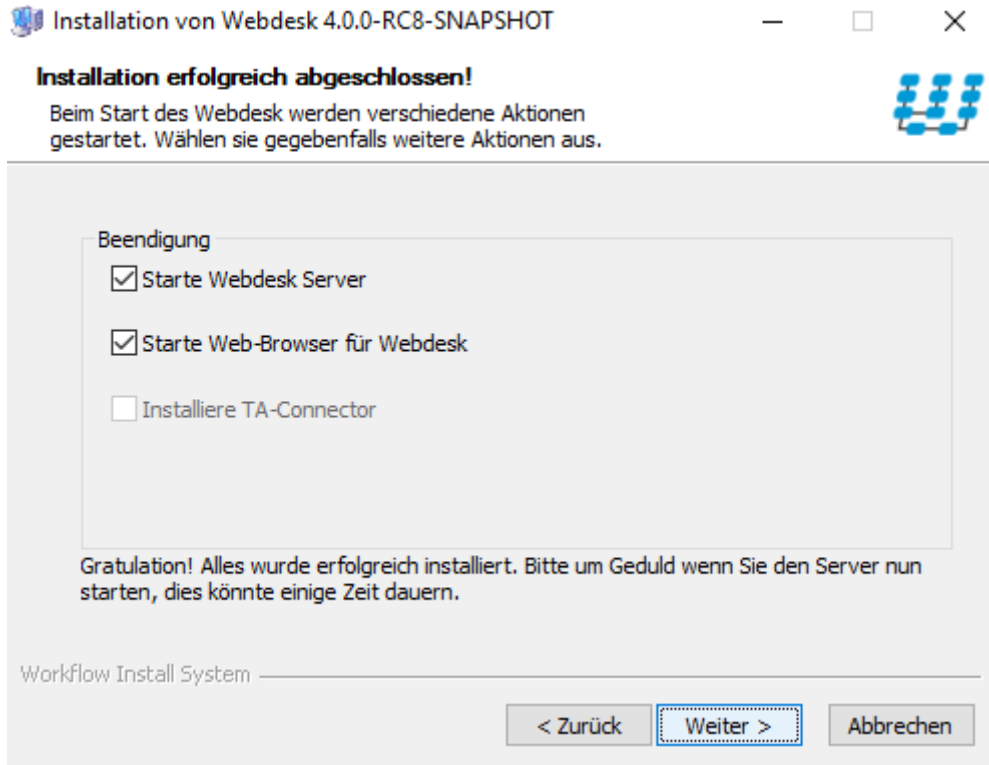 Installation von Webdesk 4.0.0-RC8-SNAPSHOT
Installation erfolgreich abgeschlossen!
Beim Start des Webdesk werden verschiedene Aktionen
gestartet. Wählen sie gegebenfalls weitere Aktionen aus.
Beendigung
Starte Webdesk Server
Starte Web-Browser für Webdesk
Installiere TA-Connector
Gratulation! Alles wurde erfolgreich installiert. Bitte um Geduld wenn Sie den Server nun
starten, dies könnte einige Zeit dauern.
Workflow Install System
< Zurück
Weiter >
Abbrechen